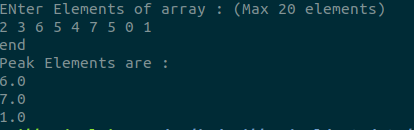 ENter Elements of array : (Max 20 elements)
2 3 6 5 4 7 5 0 1
end
Peak Elements are :
6.0
7.0
1.0